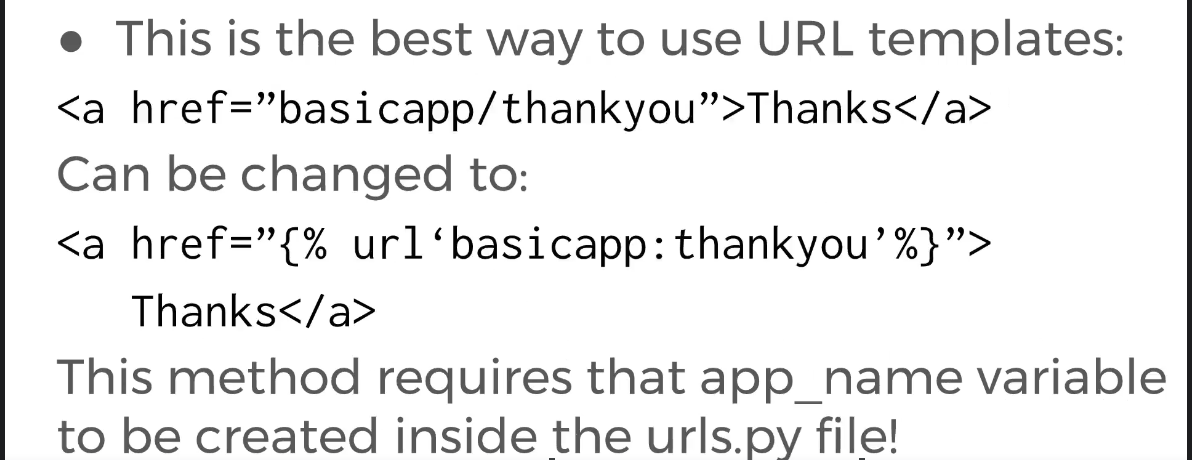 ● This is the best way to use URL templates:
<a href=”basicapp/thankyou”>Thanks</a>
Can be changed to:
<a href=”{% url‘basicapp:thankyou’%}”>
Thanks</a>
This method requires that app_name variable
to be created inside the urls.py file!